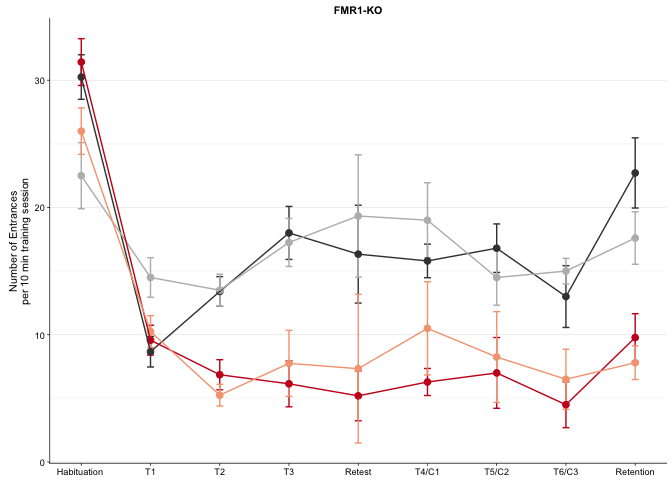 FMR1-KO
Number of Entrances
per 10 min training session
30
20
10
0
Habituation
T1
T2
T3
Retest
T4/C1
T5/C2
T6/C3
Retention